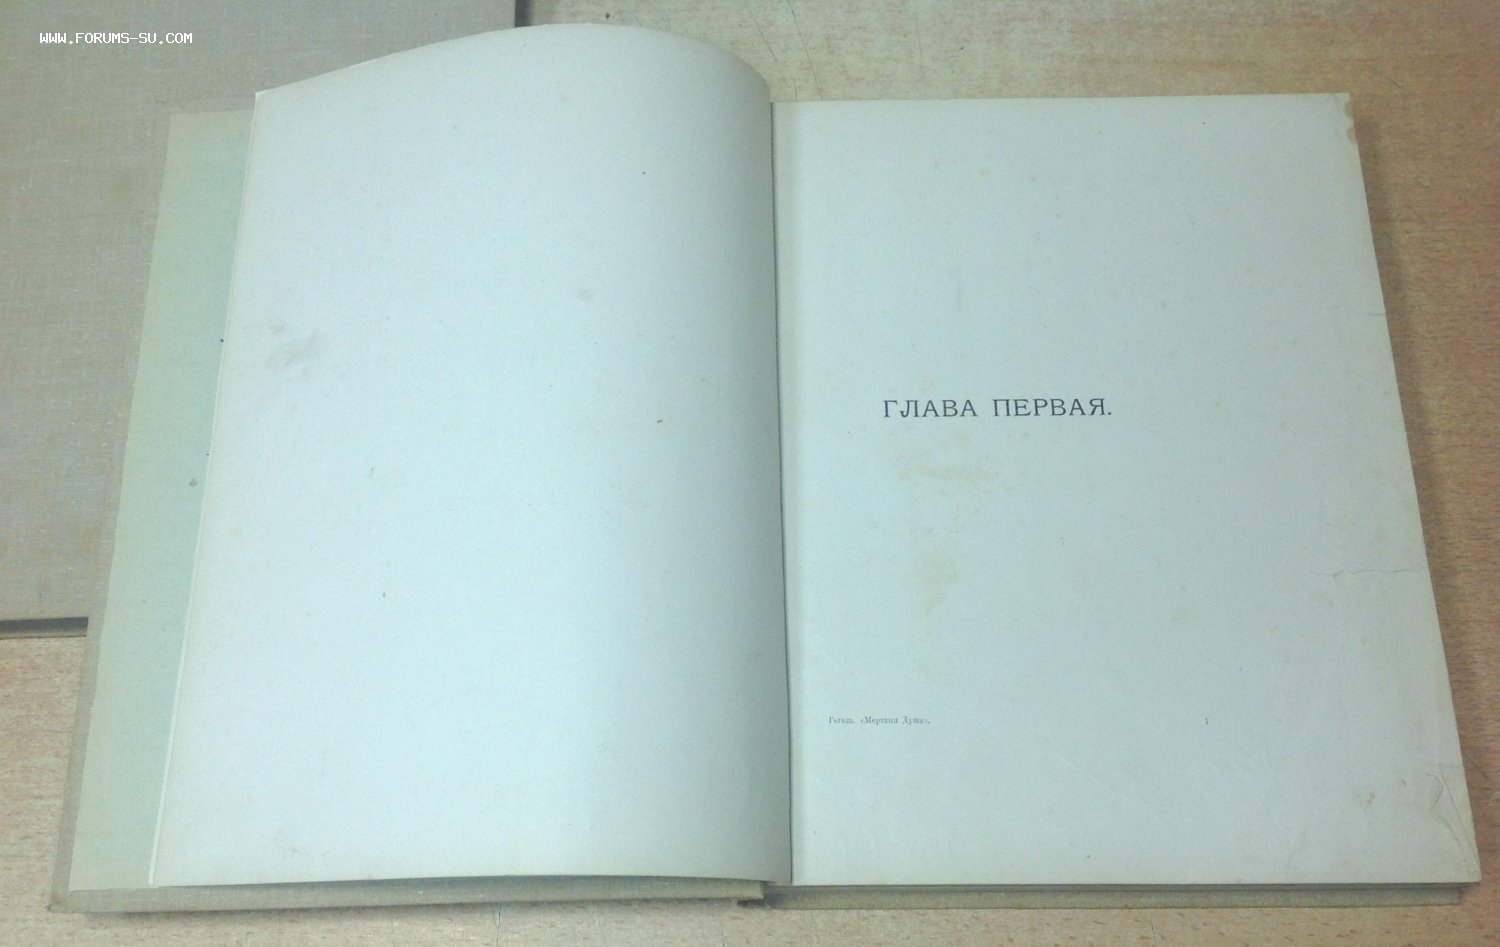 WWW.FORUMS-SU.COM
ГЛАВА ПЕРВАЯ.
Гоголь. «Мертвыя Души».
1